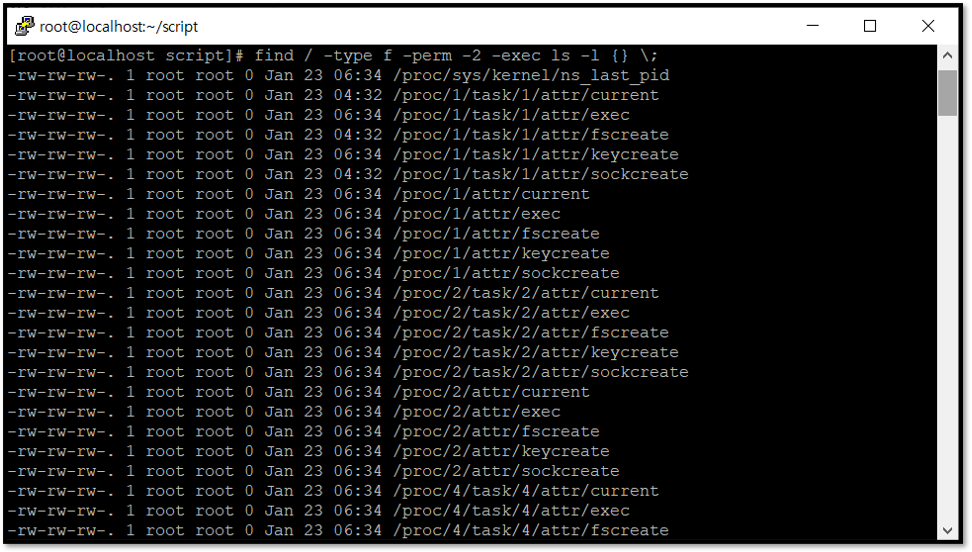 root@localhost:~/script
[root@localhost script]# find / -type f -perm -2 -exec ls -l {} \;
-rw-rw-rw-. 1 root root 0 Jan 23 06:34 /proc/sys/kernel/ns_last_pid
-rw-rw-rw-. 1 root root 0 Jan 23 04:32 /proc/1/task/1/attr/current
-rw-rw-rw-. 1 root root 0 Jan 23 06:34 /proc/1/task/1/attr/exec
-rw-rw-rw-. 1 root root 0 Jan 23 04:32 /proc/1/task/1/attr/fscreate
-rw-rw-rw-. 1 root root 0 Jan 23 06:34 /proc/1/task/1/attr/keycreate
-rw-rw-rw-. 1 root root 0 Jan 23 04:32 /proc/1/task/1/attr/sockcreate
-rw-rw-rw-. 1 root root 0 Jan 23 06:34 /proc/1/attr/current
-rw-rw-rw-. 1 root root 0 Jan 23 06:34 /proc/1/attr/exec
-rw-rw-rw-. 1 root root 0 Jan 23 06:34 /proc/1/attr/fscreate
-rw-rw-rw-. 1 root root 0 Jan 23 06:34 /proc/1/attr/keycreate
-rw-rw-rw-. 1 root root 0 Jan 23 06:34 /proc/1/attr/sockcreate
-rw-rw-rw-. 1 root root 0 Jan 23 06:34 /proc/2/task/2/attr/current
-rw-rw-rw-. 1 root root 0 Jan 23 06:34 /proc/2/task/2/attr/exec
-rw-rw-rw-. 1 root root 0 Jan 23 06:34 /proc/2/task/2/attr/fscreate
-rw-rw-rw-. 1 root root 0 Jan 23 06:34 /proc/2/task/2/attr/keycreate
-rw-rw-rw-. 1 root root 0 Jan 23 06:34 /proc/2/task/2/attr/sockcreate
-rw-rw-rw-. 1 root root 0 Jan 23 06:34 /proc/2/attr/current
-rw-rw-rw-. 1 root root 0 Jan 23 06:34 /proc/2/attr/exec
-rw-rw-rw-. 1 root root 0 Jan 23 06:34 /proc/2/attr/fscreate
-rw-rw-rw-. 1 root root 0 Jan 23 06:34 /proc/2/attr/keycreate
-rw-rw-rw-. 1 root root 0 Jan 23 06:34 /proc/2/attr/sockcreate
-rw-rw-rw-. 1 root root 0 Jan 23 06:34 /proc/4/task/4/attr/current
-rw-rw-rw-. 1 root root 0 Jan 23 06:34 /proc/4/task/4/attr/exec
-rw-rw-rw-. 1 root root 0 Jan 23 06:34 /proc/4/task/4/attr/fscreate